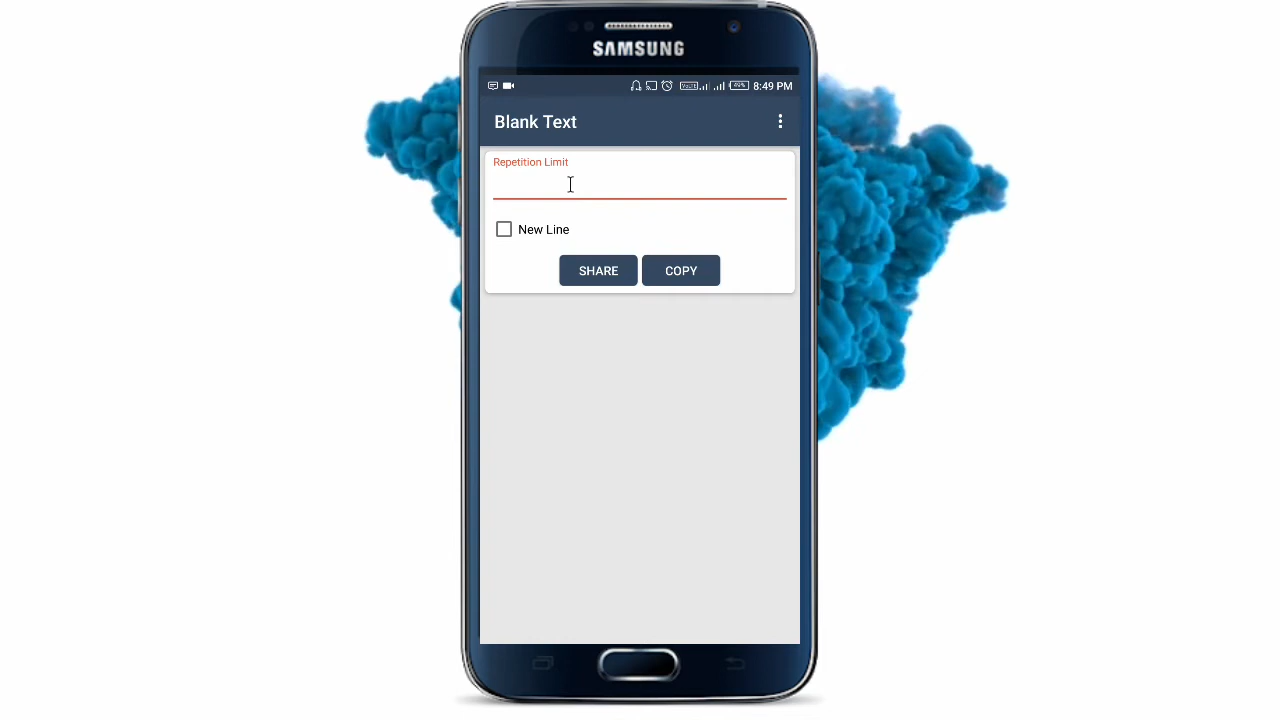 SAMSUNG
8:49 PM
Blank Text
Repetition Limit
New Line
SHARE COPY